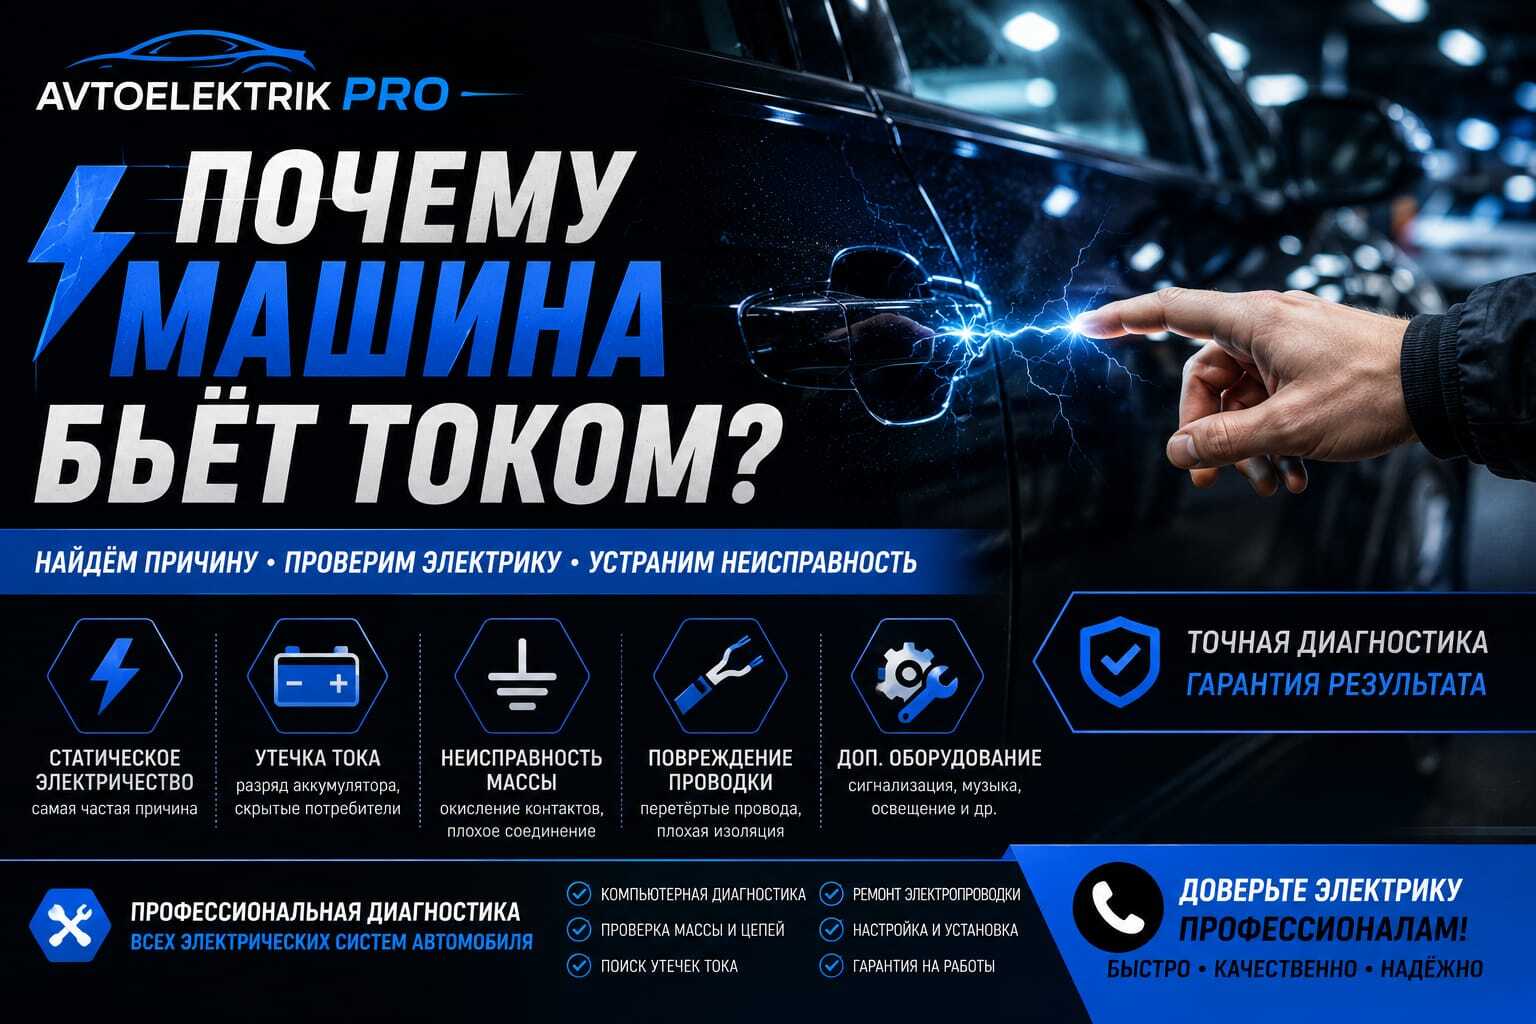 AVTOELEKTRIK PRO
ПОЧЕМУ
МАШИНА
БЬЁТ ТОКОМ?
НАЙДЁМ ПРИЧИНУ • ПРОВЕРИМ ЭЛЕКТРИКУ • УСТРАНИМ НЕИСПРАВНОСТЬ
СТАТИЧЕСКОЕ
ЭЛЕКТРИЧЕСТВО
самая частая причина
УТЕЧКА ТОКА
разряд аккумулятора,
скрытые потребители
НЕИСПРАВНОСТЬ
МАССЫ
окисление контактов,
плохое соединение
ПОВРЕЖДЕНИЕ
ПРОВОДКИ
перетёртые провода,
плохая изоляция
ДОП. ОБОРУДОВАНИЕ
сигнализация, музыка,
освещение и др.
ТОЧНАЯ ДИАГНОСТИКА
ГАРАНТИЯ РЕЗУЛЬТАТА
ПРОФЕССИОНАЛЬНАЯ ДИАГНОСТИКА
ВСЕХ ЭЛЕКТРИЧЕСКИХ СИСТЕМ АВТОМОБИЛЯ
КОМПЬЮТЕРНАЯ ДИАГНОСТИКА
ПРОВЕРКА МАССЫ И ЦЕПЕЙ
ПОИСК УТЕЧЕК ТОКА
РЕМОНТ ЭЛЕКТРОПРОВОДКИ
НАСТРОЙКА И УСТАНОВКА
ГАРАНТИЯ НА РАБОТЫ
ДОВЕРЬТЕ ЭЛЕКТРИКУ
ПРОФЕССИОНАЛАМ!
БЫСТРО • КАЧЕСТВЕННО • НАДЁЖНО